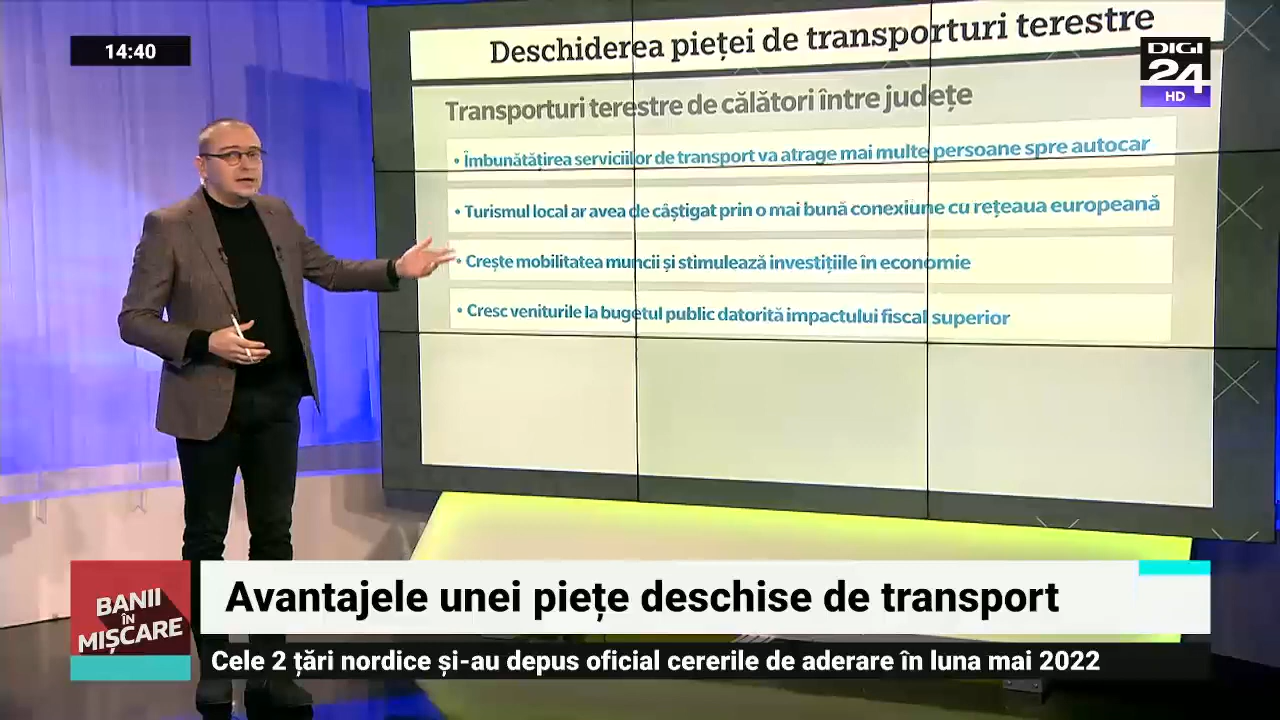 14:40
Deschiderea pieței de transporturi terestre
DIGI
24
HD
Transporturi terestre de călători între județe
• Îmbunătățirea serviciilor de transport va atrage mai multe persoane spre autocar
• Turismul local ar avea de câștigat prin o mai bună conexiune cu rețeaua europeană
• Crește mobilitatea muncii și stimulează investițiile în economie
• Cresc veniturile la bugetul public datorită impactului fiscal superior
BANII
ÎN
MIȘCARE
Avantajele unei piețe deschise de transport
Cele 2 țări nordice și-au depus oficial cererile de aderare în luna mai 2022